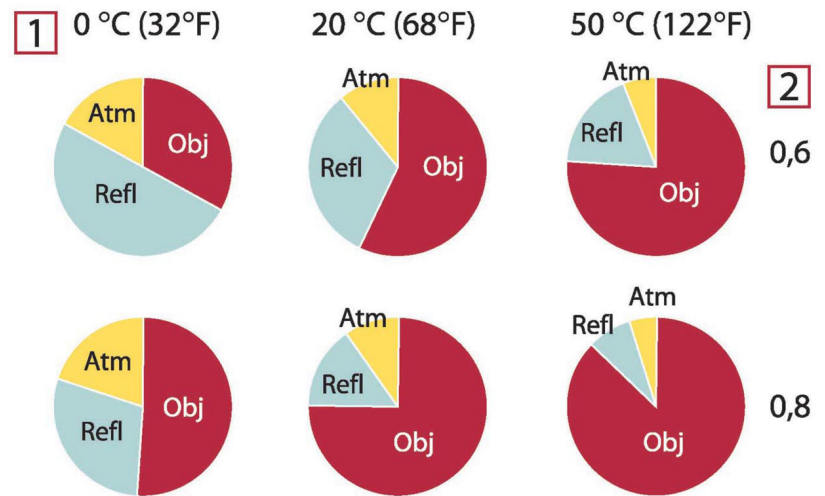 1 0 °C (32°F) 20 °C (68°F) 50 °C (122°F)
2
Atm Obj Refl
Atm Refl Obj
Atm Refl Obj
0,6
Atm Refl Obj
Atm Refl Obj
Atm Refl Obj
0,8